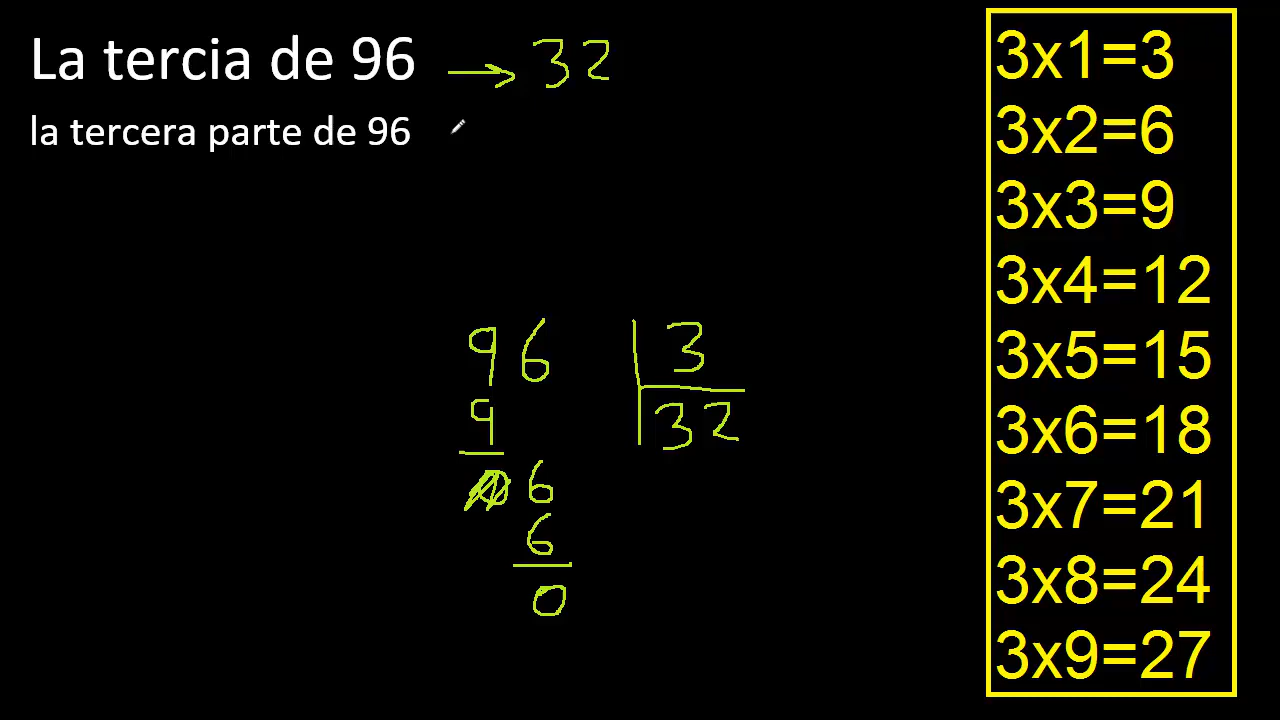 La tercia de 96 → 32
la tercera parte de 96
96 3
9 32
6
6
0
3x1=3
3x2=6
3x3=9
3x4=12
3x5=15
3x6=18
3x7=21
3x8=24
3x9=27